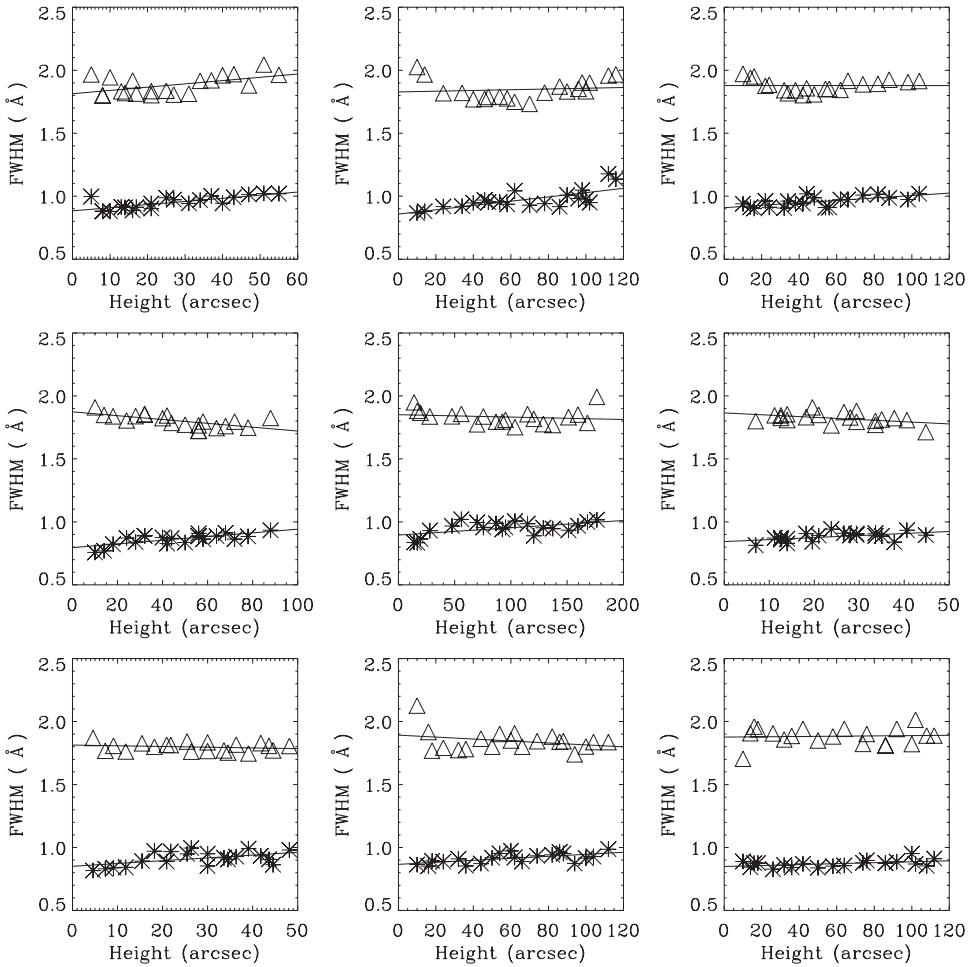 2.5 2.5 2.5
2.0 2.0 2.0
1.5 1.5 1.5
1.0 1.0 1.0
0.5 0.5 0.5
FWHM ( Å ) FWHM ( Å ) FWHM ( Å )
0 10 20 30 40 50 60 0 20 40 60 80 100 120 0 20 40 60 80 100 120
Height (arcsec) Height (arcsec) Height (arcsec)
2.5 2.5 2.5
2.0 2.0 2.0
1.5 1.5 1.5
1.0 1.0 1.0
0.5 0.5 0.5
FWHM ( Å ) FWHM ( Å ) FWHM ( Å )
0 20 40 60 80 100 0 50 100 150 200 0 10 20 30 40 50
Height (arcsec) Height (arcsec) Height (arcsec)
2.5 2.5 2.5
2.0 2.0 2.0
1.5 1.5 1.5
1.0 1.0 1.0
0.5 0.5 0.5
FWHM ( Å ) FWHM ( Å ) FWHM ( Å )
0 10 20 30 40 50 0 20 40 60 80 100 120 0 20 40 60 80 100 120
Height (arcsec) Height (arcsec) Height (arcsec)